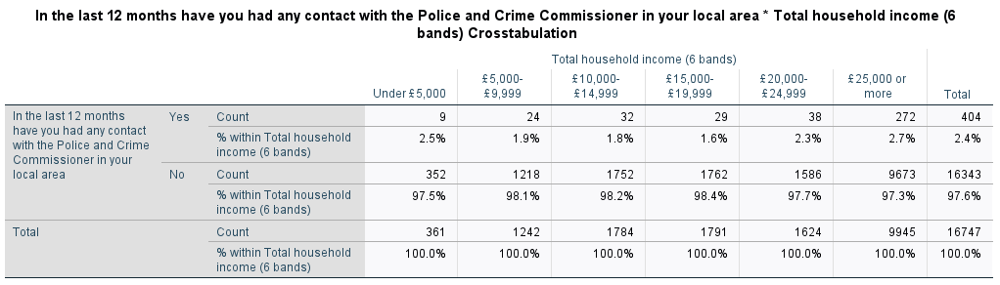 In the last 12 months have you had any contact with the Police and Crime Commissioner in your local area * Total household income (6
bands) Crosstabulation
Total household income (6 bands)
Under £5,000 £5,000- £9,999 £10,000- £14,999 £15,000- £19,999 £20,000- £24,999 £25,000 or more Total
In the last 12 months have you had any contact with the Police and Crime Commissioner in your local area Yes Count 9 24 32 29 38 272 404
% within Total household income (6 bands) 2.5% 1.9% 1.8% 1.6% 2.3% 2.7% 2.4%
No Count 352 1218 1752 1762 1586 9673 16343
% within Total household income (6 bands) 97.5% 98.1% 98.2% 98.4% 97.7% 97.3% 97.6%
Total Count 361 1242 1784 1791 1624 9945 16747
% within Total household income (6 bands) 100.0% 100.0% 100.0% 100.0% 100.0% 100.0% 100.0%